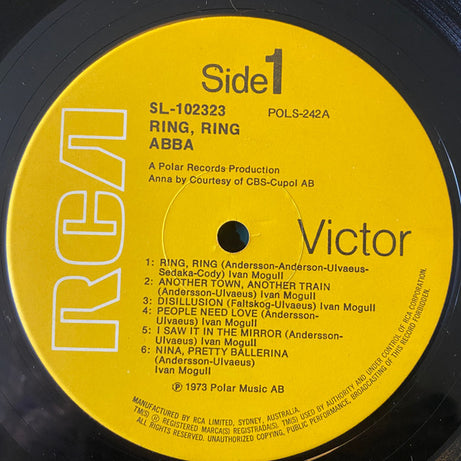 Side 1
SL-102323 POLS-242A
RING, RING
ABBA
A Polar Records Production
Anna by Courtesy of CBS-Cupol AB
RCA
Victor
1: RING, RING (Andersson-Anderson-Ulvaeus-
Sedaka-Cody) Ivan Mogull
2: ANOTHER TOWN, ANOTHER TRAIN
(Andersson-Ulvaeus) Ivan Mogull
3: DISILLUSION (Faltskog-Ulvaeus) Ivan Mogull
4: PEOPLE NEED LOVE (Andersson-
Ulvaeus) Ivan Mogull
5: I SAW IT IN THE MIRROR (Andersson-
Ulvaeus) Ivan Mogull
6: NINA, PRETTY BALLERINA
(Andersson-Ulvaeus)
Ivan Mogull
Ⓟ 1973 Polar Music AB
MANUFACTURED BY RCA LIMITED, SYDNEY, AUSTRALIA.
TM(S) ® REGISTERED MARCA(S) REGISTRADA(S). TM(S) USED BY AUTHORITY AND UNDER CONTROL OF RCA CORPORATION.
ALL RIGHTS RESERVED. UNAUTHORIZED COPYING, PUBLIC PERFORMANCE, BROADCASTING OF THIS RECORD FORBIDDEN.